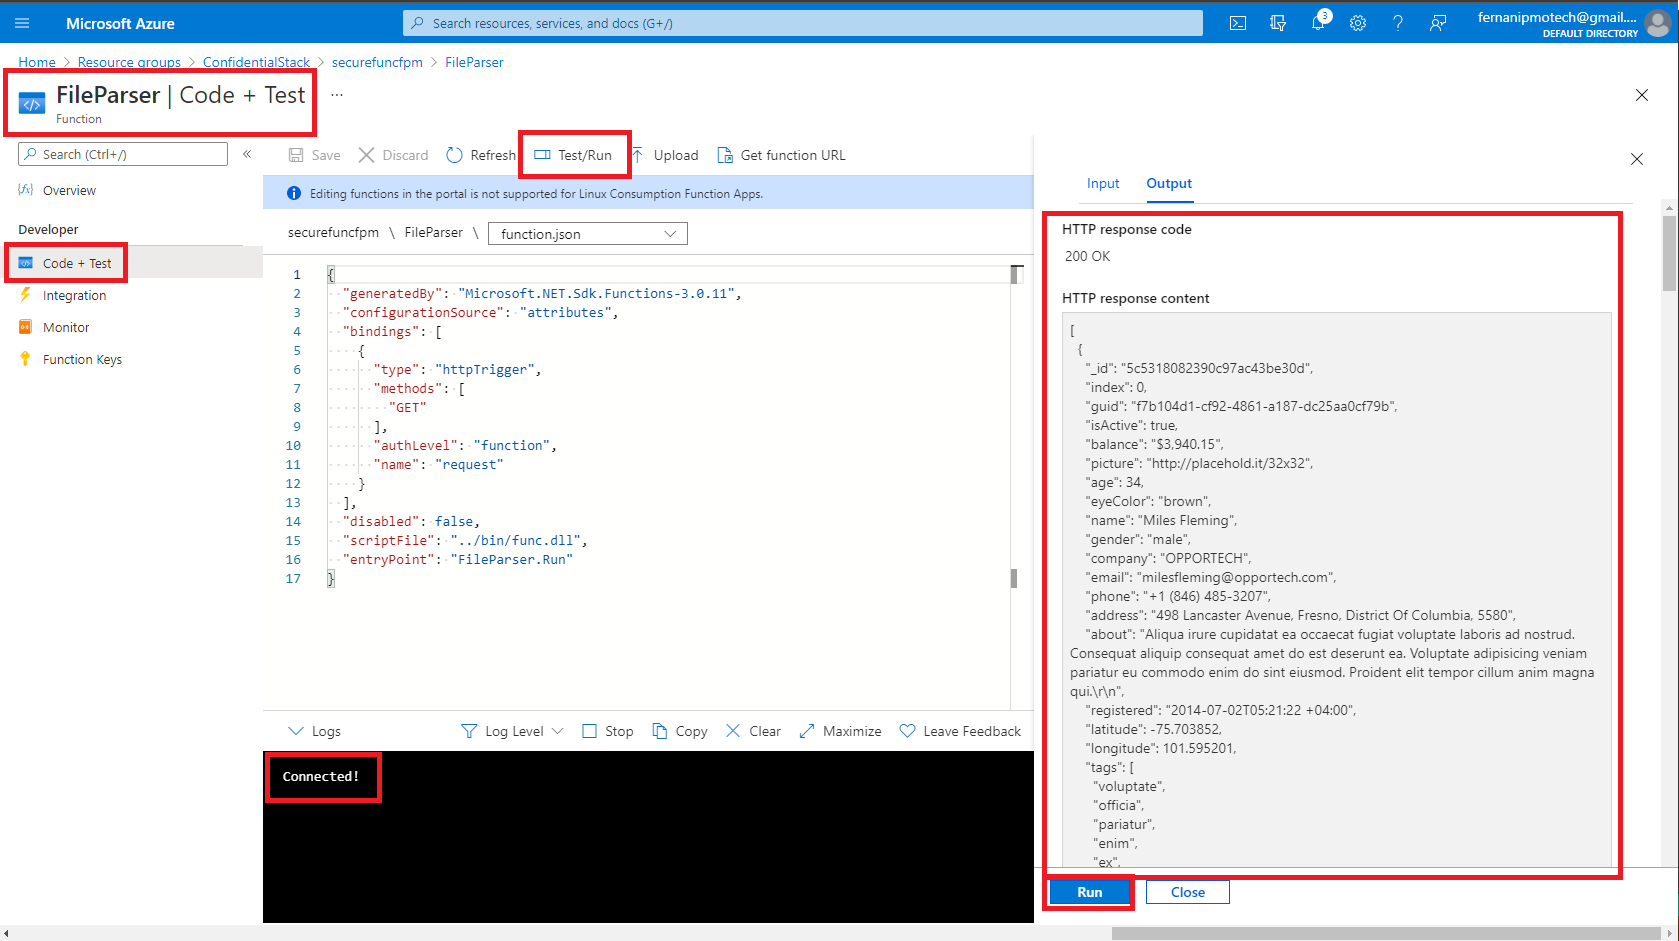 Microsoft Azure
Search resources, services, and docs (G+/)
3
fernanipmotech@gmail....
DEFAULT DIRECTORY
Home > Resource groups > ConfidentialStack > securefuncfpm > FileParser
FileParser | Code + Test ...
Function
Search (Ctrl+/) «
Overview
Developer
Code + Test
Integration
Monitor
Function Keys
Save Discard Refresh Test/Run Upload Get function URL
Editing functions in the portal is not supported for Linux Consumption Function Apps.
securefuncfpm \ FileParser \ function.json
1 {
2 "generatedBy": "Microsoft.NET.Sdk.Functions-3.0.11",
3 "configurationSource": "attributes",
4 "bindings": [
5 {
6 "type": "httpTrigger",
7 "methods": [
8 "GET"
9 ],
10 "authLevel": "function",
11 "name": "request"
12 }
13 ],
14 "disabled": false,
15 "scriptFile": "../bin/func.dll",
16 "entryPoint": "FileParser.Run"
17 }
Logs Log Level Stop Copy Clear Maximize Leave Feedback
Connected!
Input Output
HTTP response code
200 OK
HTTP response content
[
{
"_id": "5c5318082390c97ac43be30d",
"index": 0,
"guid": "f7b104d1-cf92-4861-a187-dc25aa0cf79b",
"isActive": true,
"balance": "$3,940.15",
"picture": "http://placehold.it/32x32",
"age": 34,
"eyeColor": "brown",
"name": "Miles Fleming",
"gender": "male",
"company": "OPPORTECH",
"email": "milesfleming@opportech.com",
"phone": "+1 (846) 485-3207",
"address": "498 Lancaster Avenue, Fresno, District Of Columbia, 5580",
"about": "Aliqua irure cupidatat ea occaecat fugiat voluptate laboris ad nostrud.
Consequat aliquip consequat amet do est deserunt ea. Voluptate adipisicing veniam
pariatur eu commodo enim do sint eiusmod. Proident elit tempor cillum anim magna
qui.\r\n",
"registered": "2014-07-02T05:21:22 +04:00",
"latitude": -75.703852,
"longitude": 101.595201,
"tags": [
"voluptate",
"officia",
"pariatur",
"enim",
"ex",
Run Close